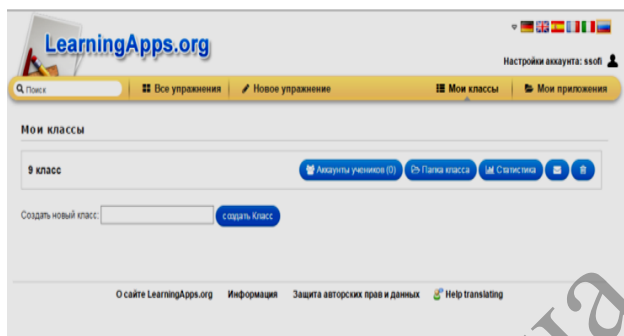 LearningApps.org
Настройки аккаунта: ssofi
Поиск
Все упражнения
Новое упражнение
Мои классы
Мои приложения
Мои классы
9 класс
Аккаунты учеников (0)
Папка класса
Статистика
Создать новый класс:
создать Класс
О сайте LearningApps.org
Информация
Защита авторских прав и данных
Help translating